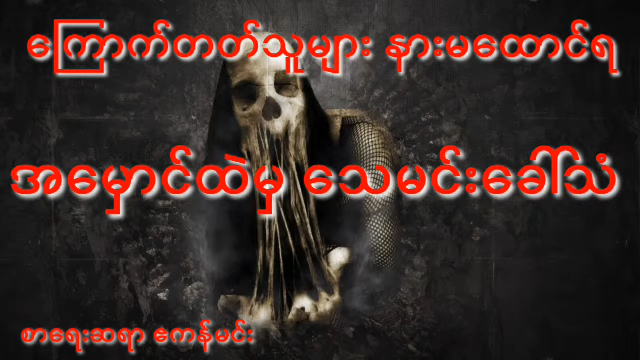 ကြောက်တတ်သူများ နားမထောင်ရ
အမှောင်ထဲမှ သေမင်းခေါ်သံ
စာရေးဆရာ ဧကန်မင်း